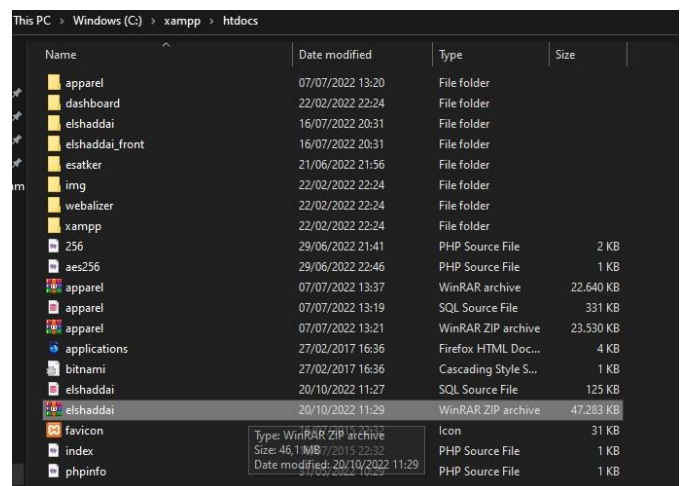 This PC > Windows (C:) > xampp > htdocs
Name Date modified Type Size
apparel 07/07/2022 13:20 File folder
dashboard 22/02/2022 22:24 File folder
elshaddai 16/07/2022 20:31 File folder
elshaddai_front 16/07/2022 20:31 File folder
esatker 21/06/2022 21:56 File folder
img 22/02/2022 22:24 File folder
webalizer 22/02/2022 22:24 File folder
xampp 22/02/2022 22:24 File folder
256 29/06/2022 21:41 PHP Source File 2 KB
aes256 29/06/2022 22:46 PHP Source File 1 KB
apparel 07/07/2022 13:37 WinRAR archive 22.640 KB
apparel 07/07/2022 13:19 SQL Source File 331 KB
apparel 07/07/2022 13:21 WinRAR ZIP archive 23.530 KB
applications 27/02/2017 16:36 Firefox HTML Doc... 4 KB
bitnami 27/02/2017 16:36 Cascading Style S... 1 KB
elshaddai 20/10/2022 11:27 SQL Source File 125 KB
elshaddai 20/10/2022 11:29 WinRAR ZIP archive 47.283 KB
favicon Icon 31 KB
Type: WinRAR ZIP archive
index PHP Source File 1 KB
Size: 46,1 MB
phpinfo PHP Source File 1 KB
Date modified: 20/10/2022 11:29